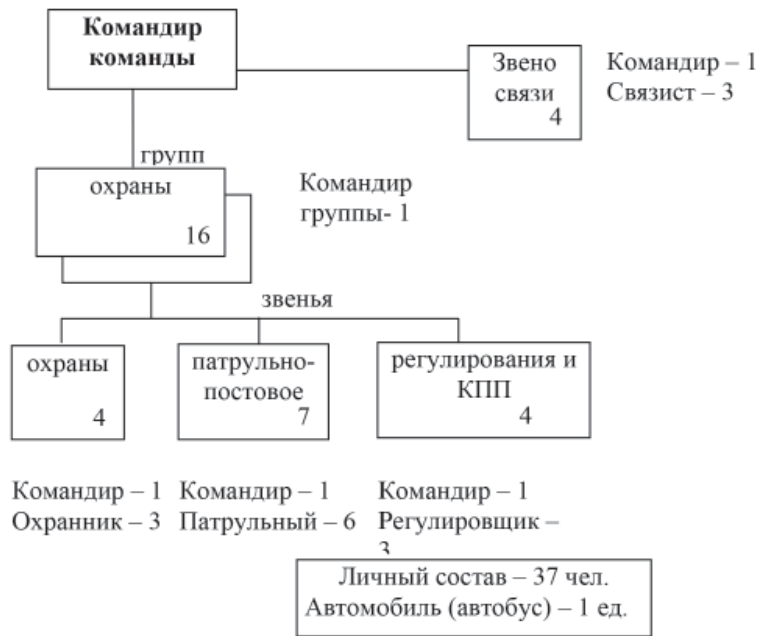 Командир
команды
Звено
связи
4
Командир – 1
Связист – 3
групп
охраны
16
Командир
группы- 1
звенья
охраны
4
патрульно-
постовое
7
регулирования и
КПП
4
Командир – 1
Охранник – 3
Командир – 1
Патрульный – 6
Командир – 1
Регулировщик –
3
Личный состав – 37 чел.
Автомобиль (автобус) – 1 ед.